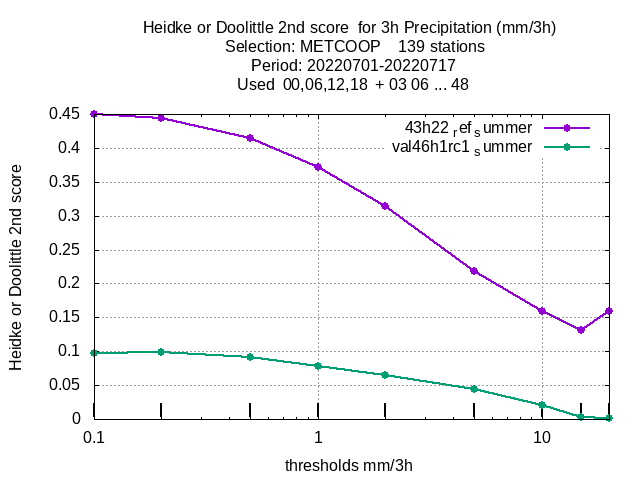 Heidke or Doolittle 2nd score  for 3h Precipitation (mm/3h)
Selection: METCOOP    139 stations
Period: 20220701-20220717
Used  00,06,12,18  + 03 06 ... 48
43h22 refsummer
val46h1rc1 summer
Heidke or Doolittle 2nd score
0.45
0.4
0.35
0.3
0.25
0.2
0.15
0.1
0.05
0
0.1 1 10
thresholds mm/3h